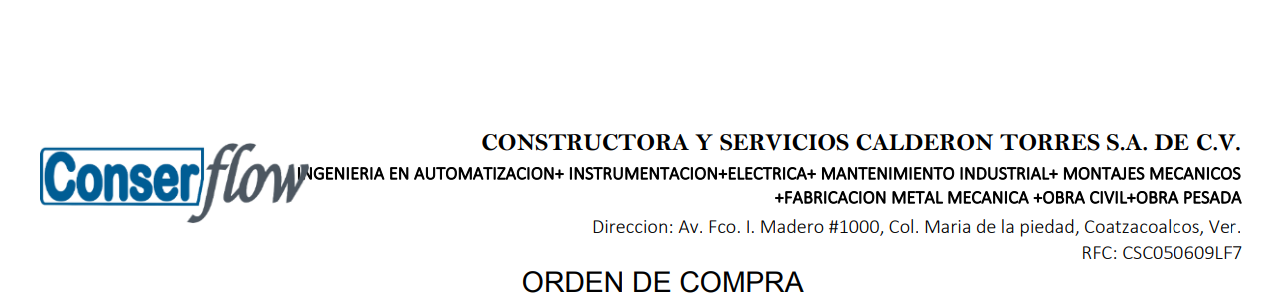 CONSTRUCTORA Y SERVICIOS CALDERON TORRES S.A. DE C.V.
Conserflow
INGENIERIA EN AUTOMATIZACION+ INSTRUMENTACION+ELECTRICA+ MANTENIMIENTO INDUSTRIAL+ MONTAJES MECANICOS
+FABRICACION METAL MECANICA +OBRA CIVIL+OBRA PESADA
Direccion: Av. Fco. I. Madero #1000, Col. Maria de la piedad, Coatzacoalcos, Ver.
RFC: CSC050609LF7
ORDEN DE COMPRA